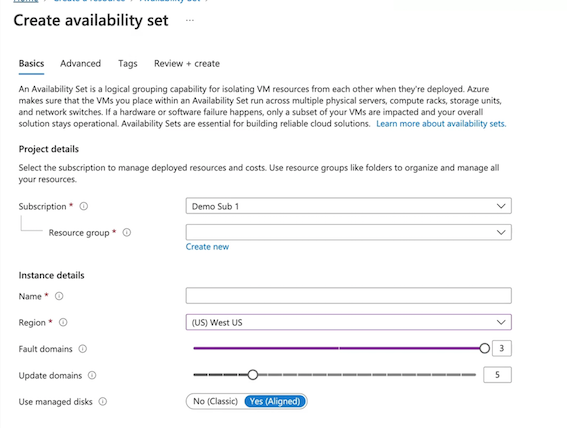 Home
Create a resource
Availability Set
Create availability set ...
Basics Advanced Tags Review + create
An Availability Set is a logical grouping capability for isolating VM resources from each other when they're deployed. Azure
makes sure that the VMs you place within an Availability Set run across multiple physical servers, compute racks, storage units,
and network switches. If a hardware or software failure happens, only a subset of your VMs are impacted and your overall
solution stays operational. Availability Sets are essential for building reliable cloud solutions. Learn more about availability sets.
Project details
Select the subscription to manage deployed resources and costs. Use resource groups like folders to organize and manage all
your resources.
Subscription * Demo Sub 1
Resource group *
Create new
Instance details
Name *
Region * (US) West US
Fault domains 3
Update domains 5
Use managed disks No (Classic) Yes (Aligned)